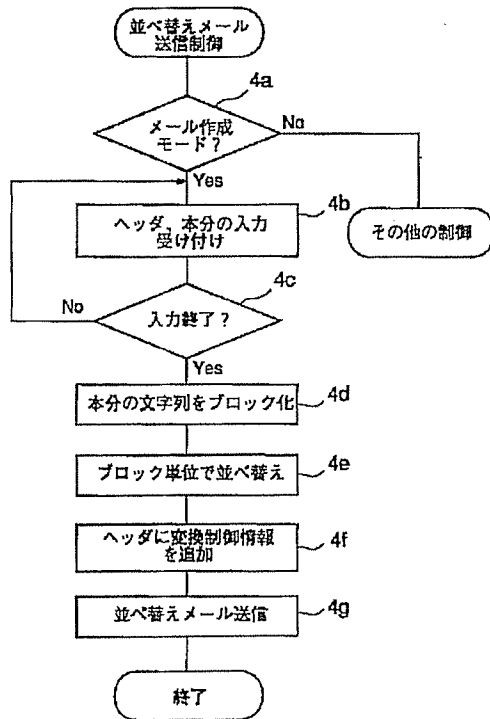 並べ替えメール
送信制御
4a
メール作成
モード?
No
Yes
4b
ヘッダ、本分の入力
受け付け
その他の制御
4c
No
入力終了?
Yes
本分の文字列をブロック化
4d
ブロック単位で並べ替え
4e
ヘッダに変換制御情報
を追加
4f
並べ替えメール送信
4g
終了